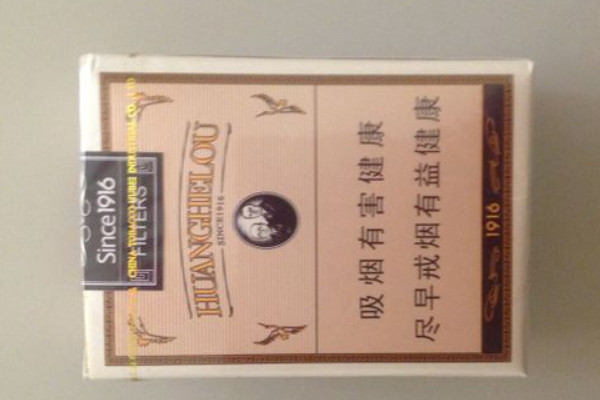 Since1916
FILTERS
CHINA TOBACCO HUBEI INDUSTRIAL CO., LTD
HUANGHELOU
SINCE1916
吸烟有害健康
尽早戒烟有益健康
1916